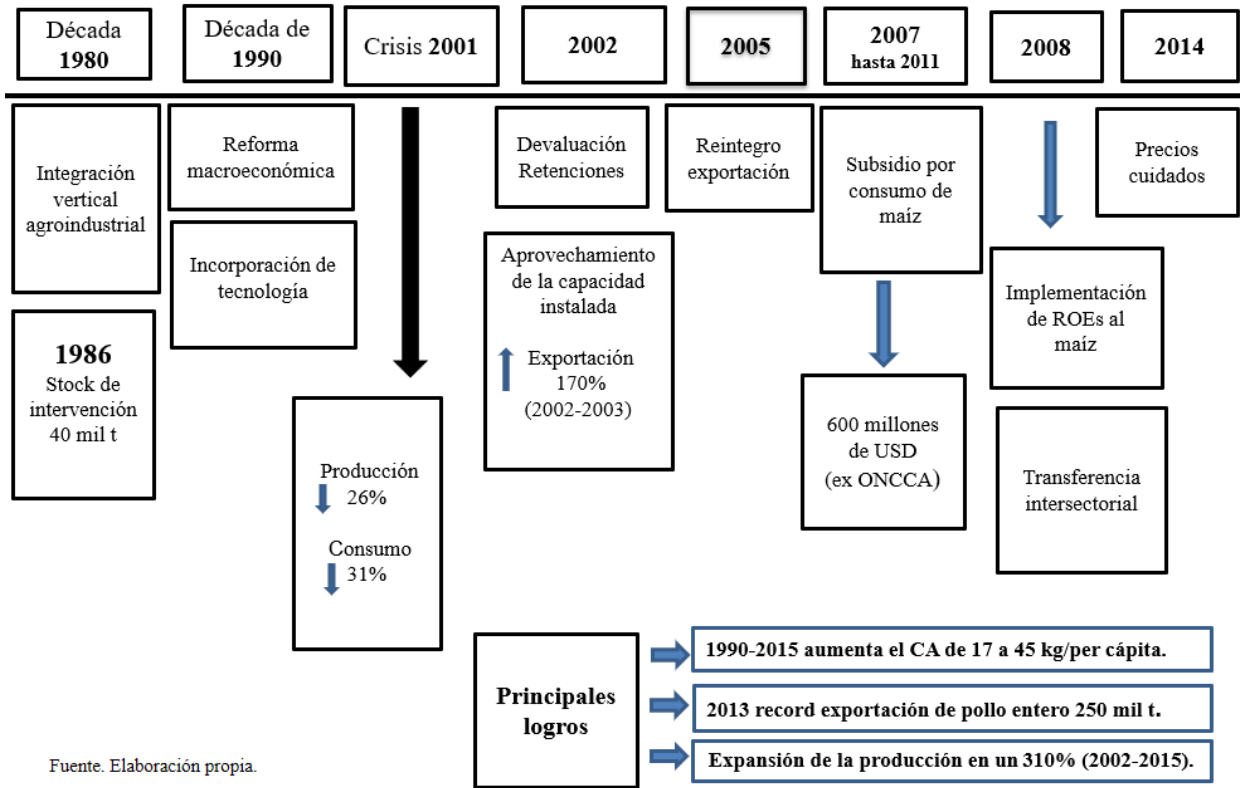 Década
1980
Década de
1990
Crisis 2001
2002
2005
2007
hasta 2011
2008
2014
Integración
vertical
agroindustrial
1986
Stock de
intervención
40 mil t
Reforma
macroeconómica
Incorporación de
tecnología
Producción
26%
Consumo
31%
Devaluación
Retenciones
Aprovechamiento
de la capacidad
instalada
Exportación
170%
(2002-2003)
Reintegro
exportación
Subsidio por
consumo de
maíz
600 millones
de USD
(ex ONCCA)
Implementación
de ROEs al
maíz
Transferencia
intersectorial
Precios
cuidados
Principales
logros
1990-2015 aumenta el CA de 17 a 45 kg/per cápita.
2013 record exportación de pollo entero 250 mil t.
Expansión de la producción en un 310% (2002-2015).
Fuente. Elaboración propia.